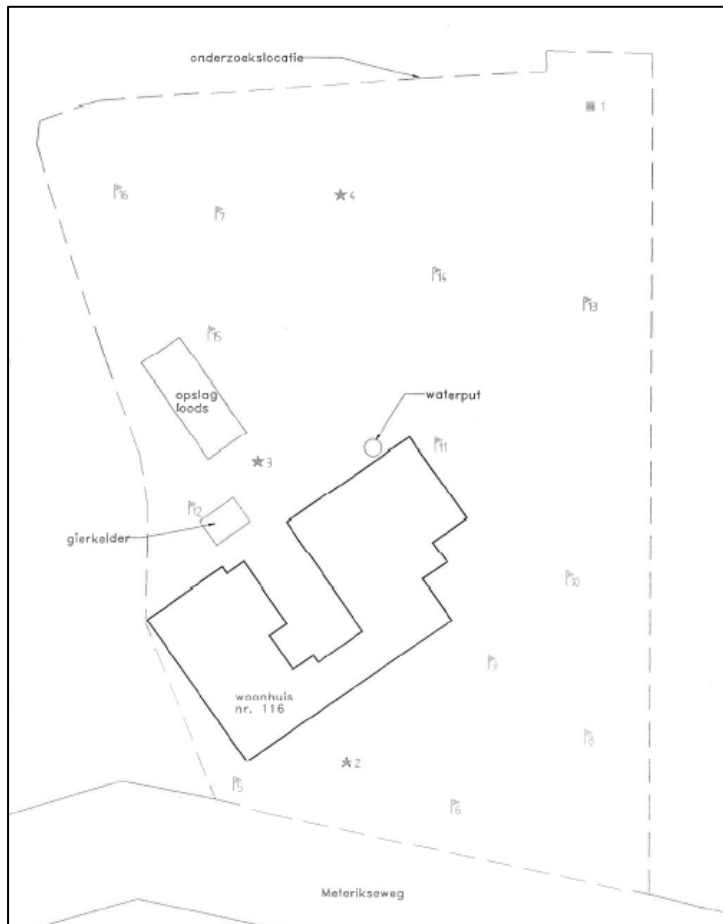 onderzoekslocatie
1
16
7
4
14
13
15
opslag
loods
waterput
11
3
12
gierkelder
10
9
woonhuis
nr. 116
8
2
5
6
Meterikseweg